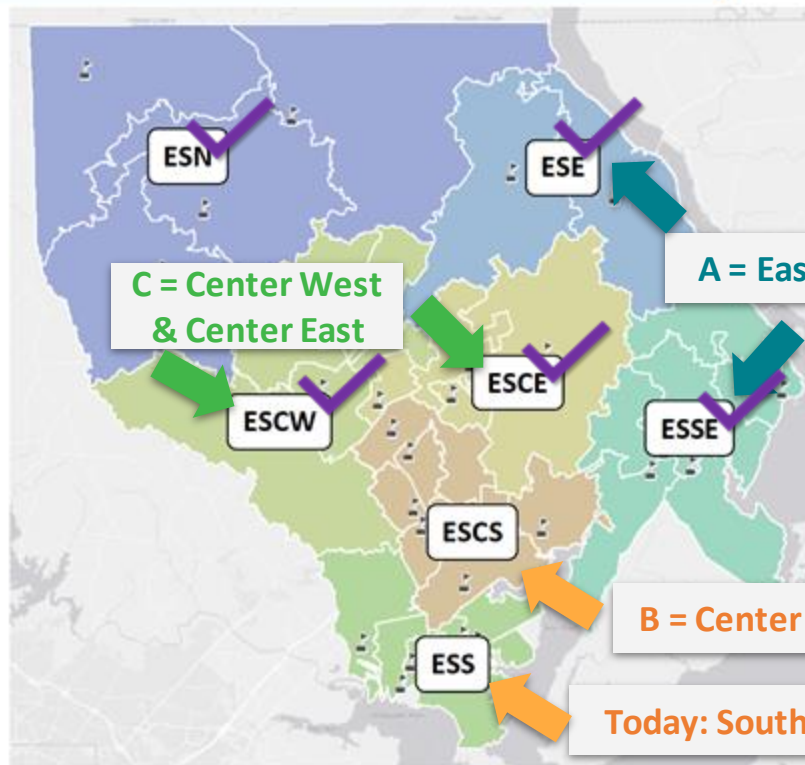 ESN
ESE
A = Eas
C = Center West
& Center East
ESCE
ESCW
ESSE
ESCS
B = Center
ESS
Today: South